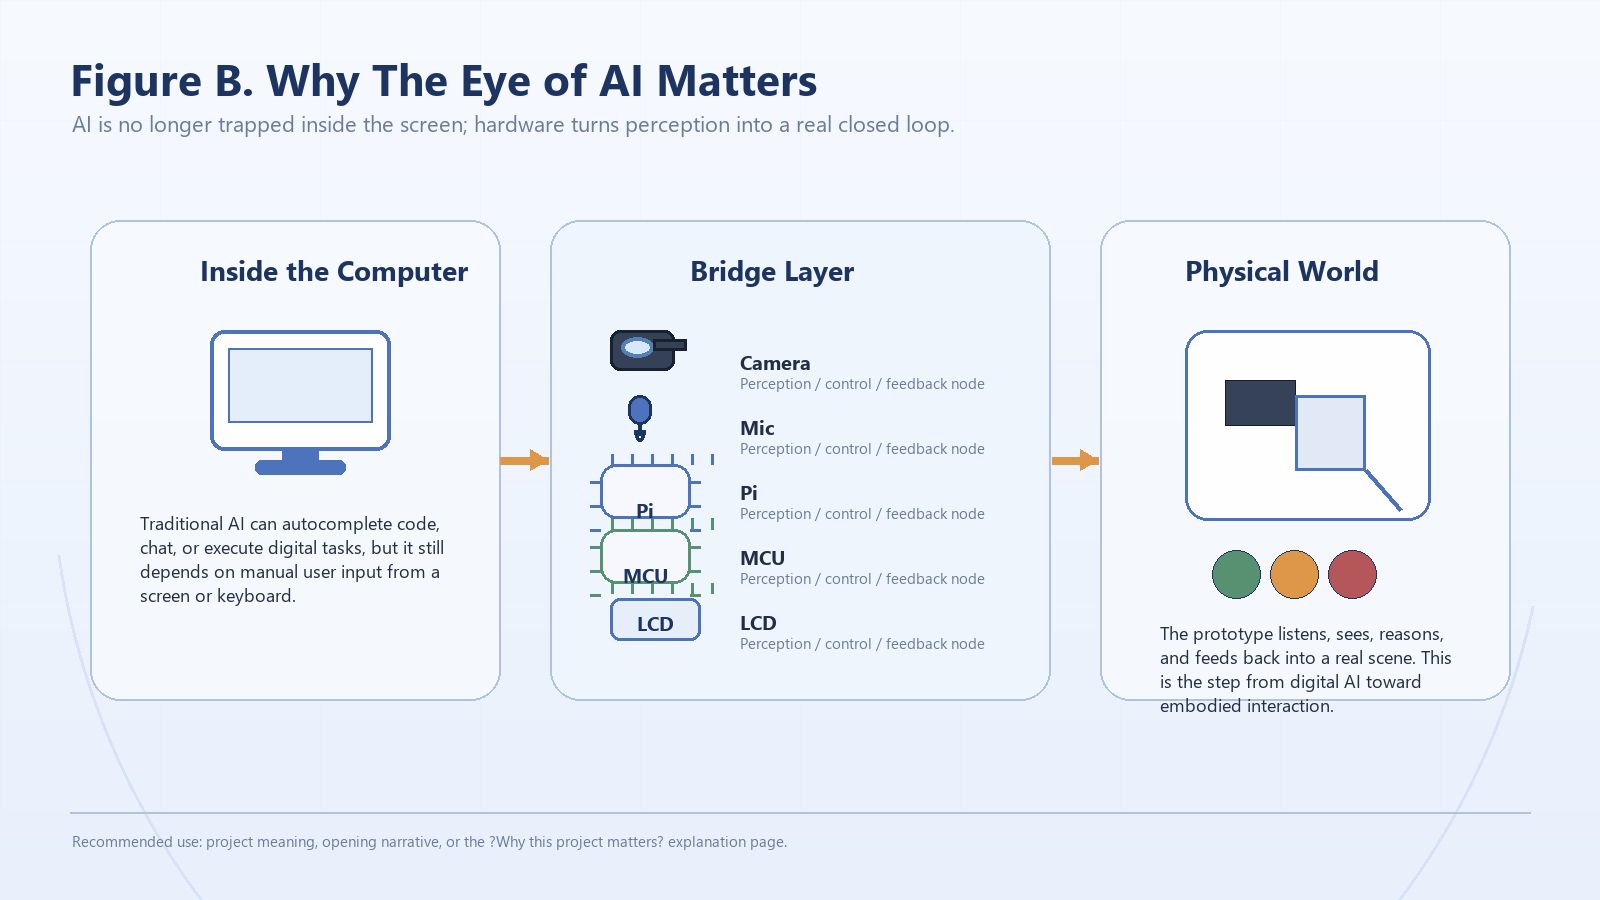 Figure B. Why The Eye of AI Matters
AI is no longer trapped inside the screen; hardware turns perception into a real closed loop.
Inside the Computer
Traditional AI can autocomplete code,
chat, or execute digital tasks, but it still
depends on manual user input from a
screen or keyboard.
Bridge Layer
Camera
Perception / control / feedback node
Mic
Perception / control / feedback node
Pi
Pi
Perception / control / feedback node
MCU
MCU
Perception / control / feedback node
LCD
LCD
Perception / control / feedback node
Physical World
The prototype listens, sees, reasons,
and feeds back into a real scene. This
is the step from digital AI toward
embodied interaction.
Recommended use: project meaning, opening narrative, or the ?Why this project matters? explanation page.